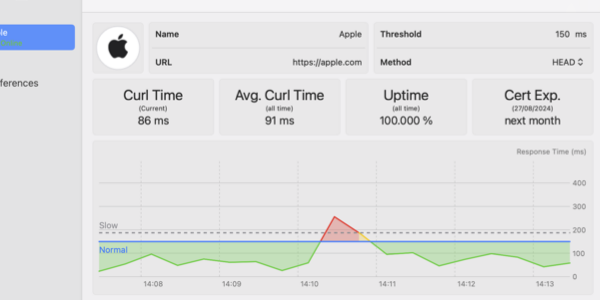 Name Apple Threshold 150 ms
URL https://apple.com Method HEAD
ferences
Curl Time Avg. Curl Time Uptime Cert Exp.
(Current) (all time) (all time) (27/08/2024)
86 ms 91 ms 100.000 % next month
Response Time (ms)
400
300
Slow 200
Normal 100
0
14:08 14:09 14:10 14:11 14:12 14:13